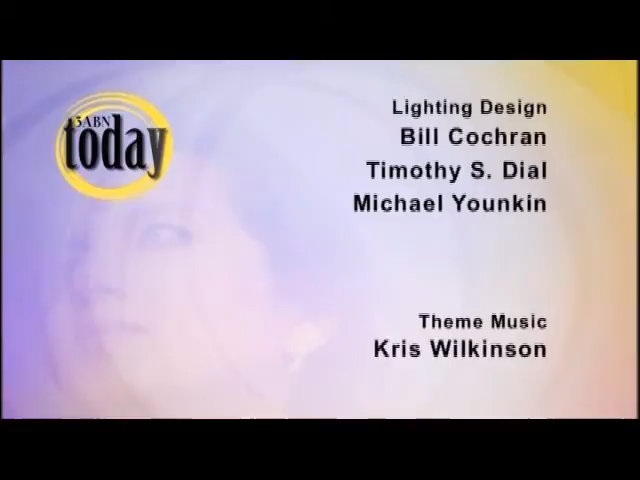 3ABN
today
Lighting Design
Bill Cochran
Timothy S. Dial
Michael Younkin
Theme Music
Kris Wilkinson